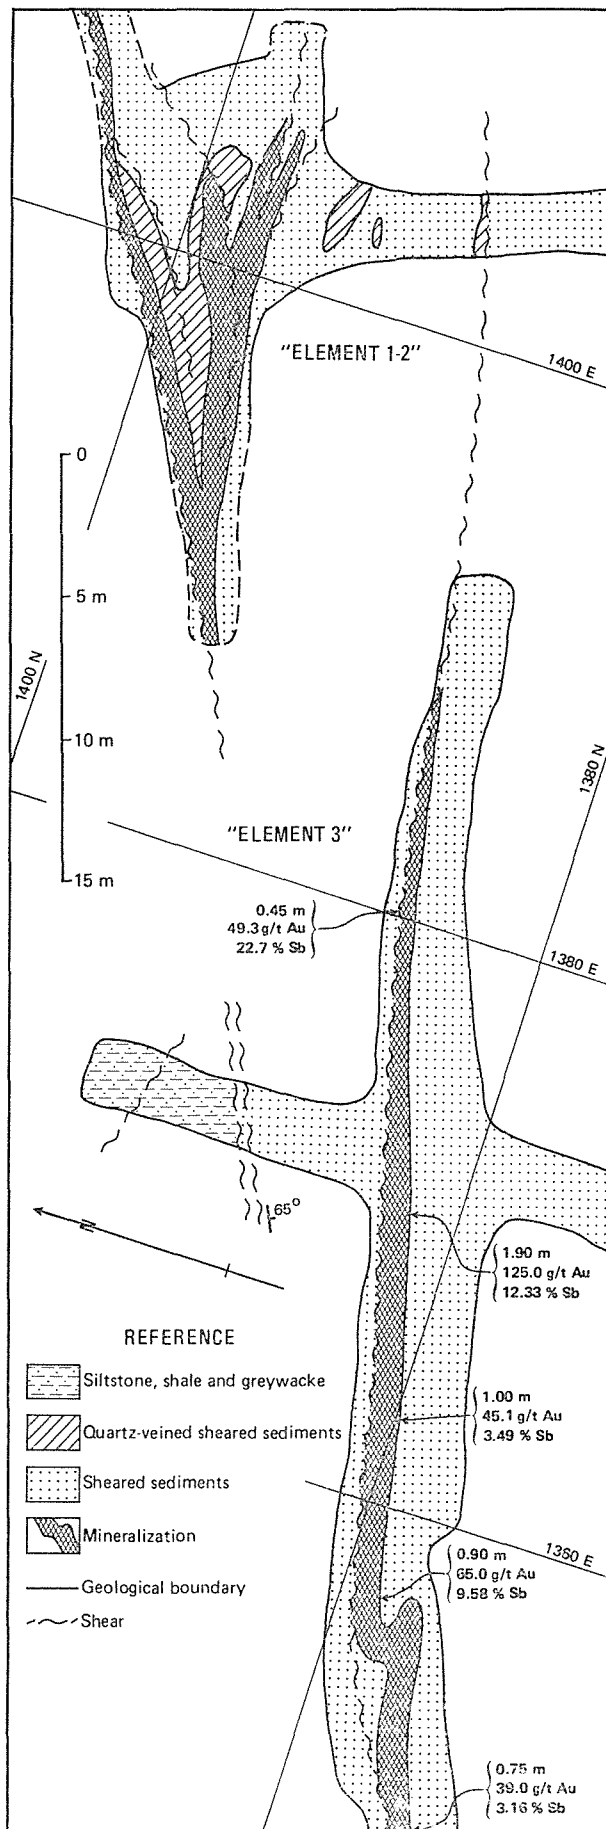 "ELEMENT 1-2"
1400 E
0
5 m
1400 N
10 m
1380 N
"ELEMENT 3"
15 m
0.45 m
49.3 g/t Au
22.7 % Sb
1380 E
65°
N
1.90 m
125.0 g/t Au
12.33 % Sb
REFERENCE
Siltstone, shale and greywacke
1.00 m
45.1 g/t Au
3.49 % Sb
Quartz-veined sheared sediments
Sheared sediments
Mineralization
1360 E
0.90 m
65.0 g/t Au
9.58 % Sb
Geological boundary
Shear
0.75 m
39.0 g/t Au
3.16 % Sb